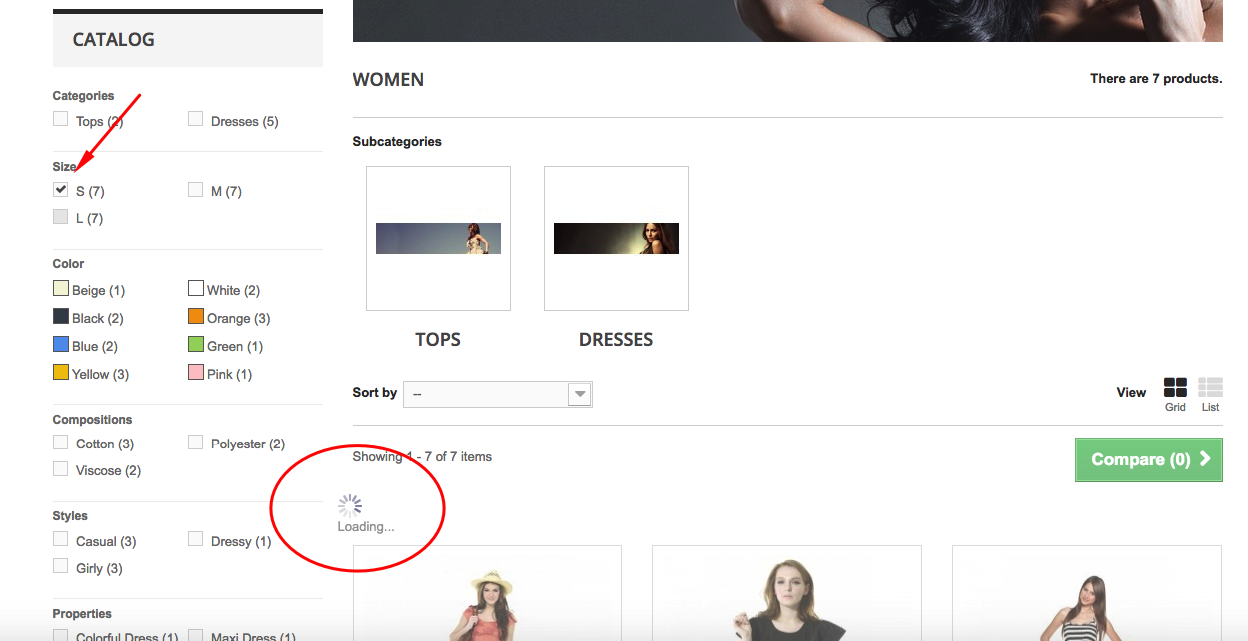 CATALOG
Categories
Tops (2)
Dresses (5)
Size
S (7)
M (7)
L (7)
Color
Beige (1)
White (2)
Black (2)
Orange (3)
Blue (2)
Green (1)
Yellow (3)
Pink (1)
Compositions
Cotton (3)
Polyester (2)
Viscose (2)
Styles
Casual (3)
Dressy (1)
Girly (3)
Properties
Colorful Dress (1)
Maxi Dress (1)
WOMEN
There are 7 products.
Subcategories
TOPS
DRESSES
Sort by
--
View
Grid
List
Showing 1 - 7 of 7 items
Compare (0)
Loading...